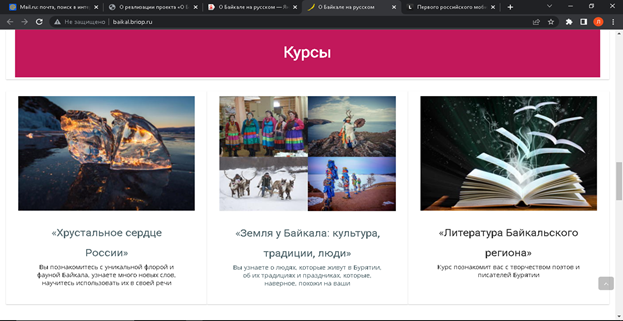 Mail.ru: почта, поиск в инте
О реализации проекта «О Б
О Байкале на русском — Ян
О Байкале на русском
Первого российского моби
Не защищено | baikal.briop.ru
Л
Курсы
«Хрустальное сердце
России»
Вы познакомитесь с уникальной флорой и
фауной Байкала, узнаете много новых слов,
научитесь использовать их в своей речи
«Земля у Байкала: культура,
традиции, люди»
Вы узнаете о людях, которые живут в Бурятии,
об их традициях и праздниках, которые,
наверное, похожи на ваши
«Литература Байкальского
региона»
Курс познакомит вас с творчеством поэтов и
писателей Бурятии